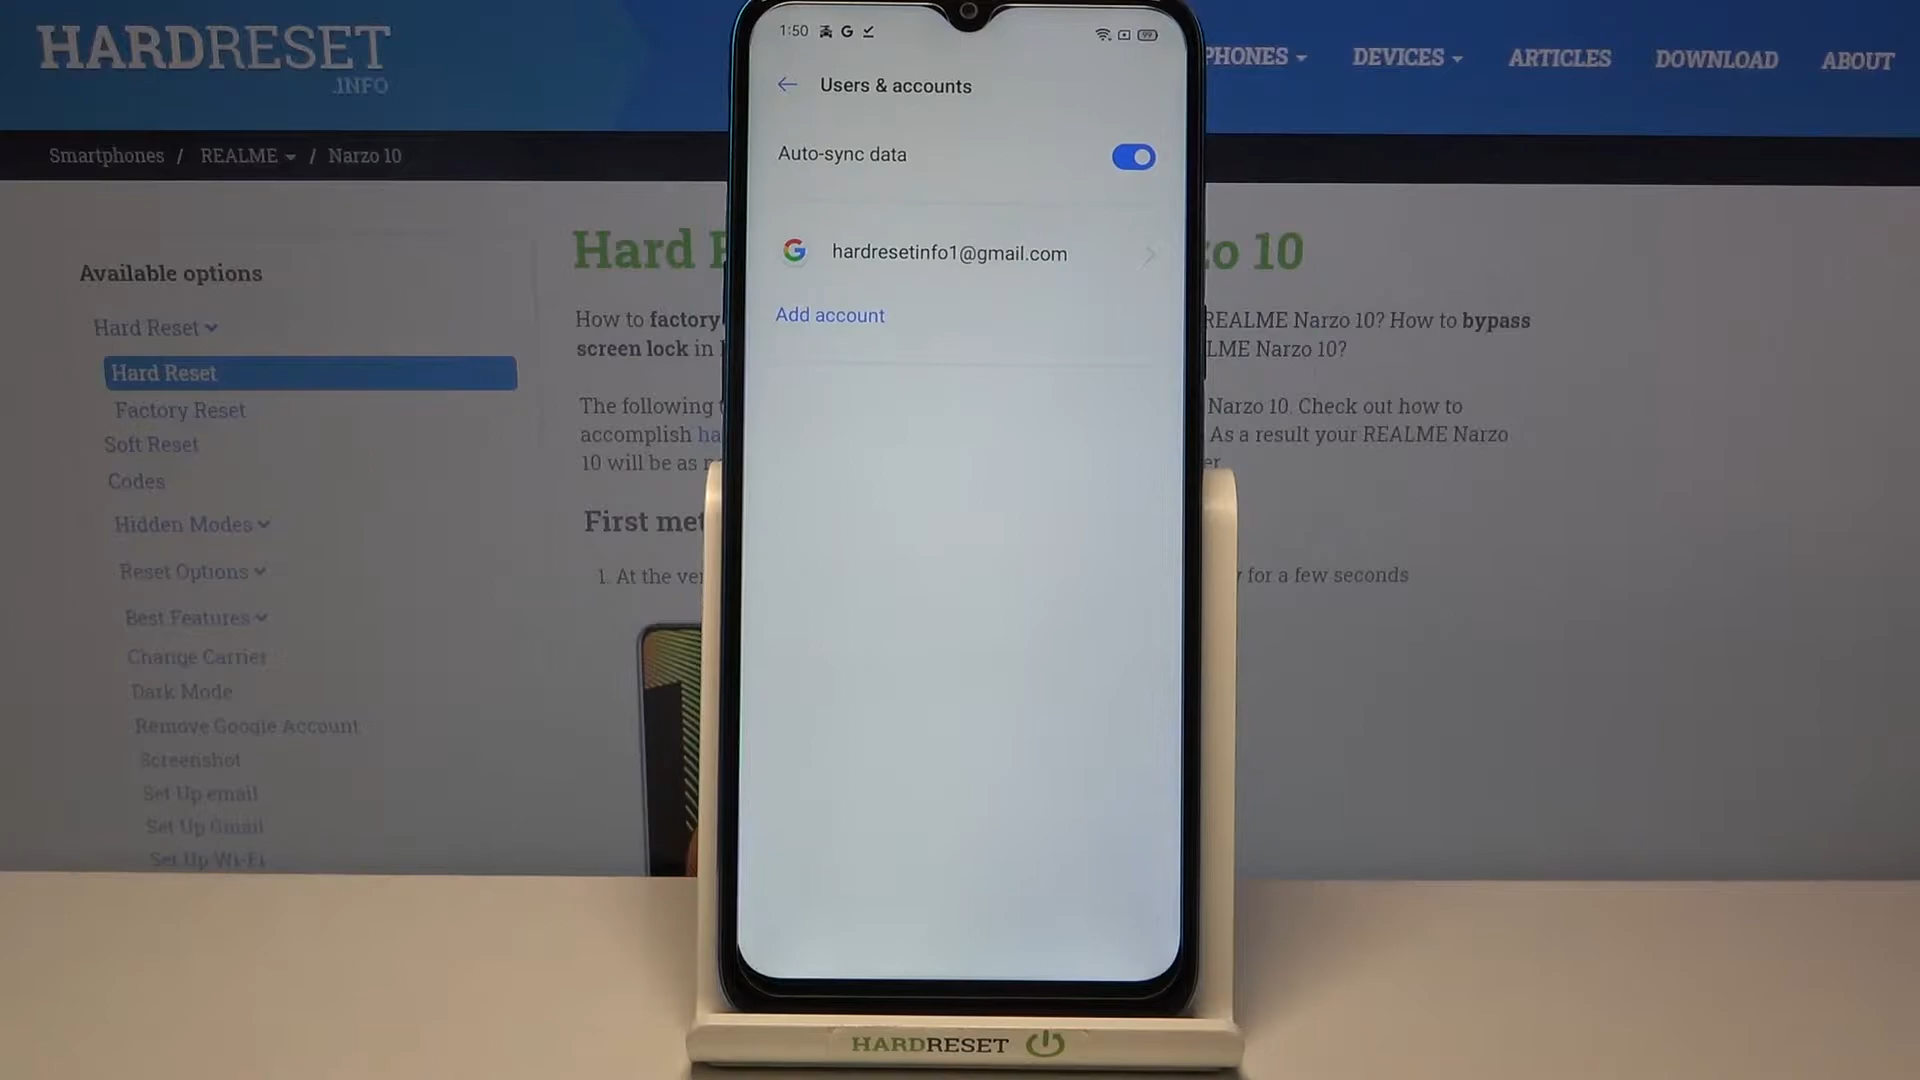 HARDRESET
.INFO
PHONES
DEVICES
ARTICLES
DOWNLOAD
ABOUT
Smartphones / REALME / Narzo 10
Available options
Hard Reset
Hard Reset
Factory Reset
Soft Reset
Codes
Hidden Modes
Reset Options
Best Features
Change Carrier
Dark Mode
Remove Google Account
Screenshot
Set Up email
Set Up Gmail
Set Up Wi-Fi
Hard
zo 10
How to factory
REALME Narzo 10? How to bypass
screen lock in
LME Narzo 10?
The following
Narzo 10. Check out how to
accomplish ha
As a result your REALME Narzo
10 will be as
er.
First met
1. At the ver
for a few seconds
1:50
99
Users & accounts
Auto-sync data
G hardresetinfo1@gmail.com
Add account
HARDRESET